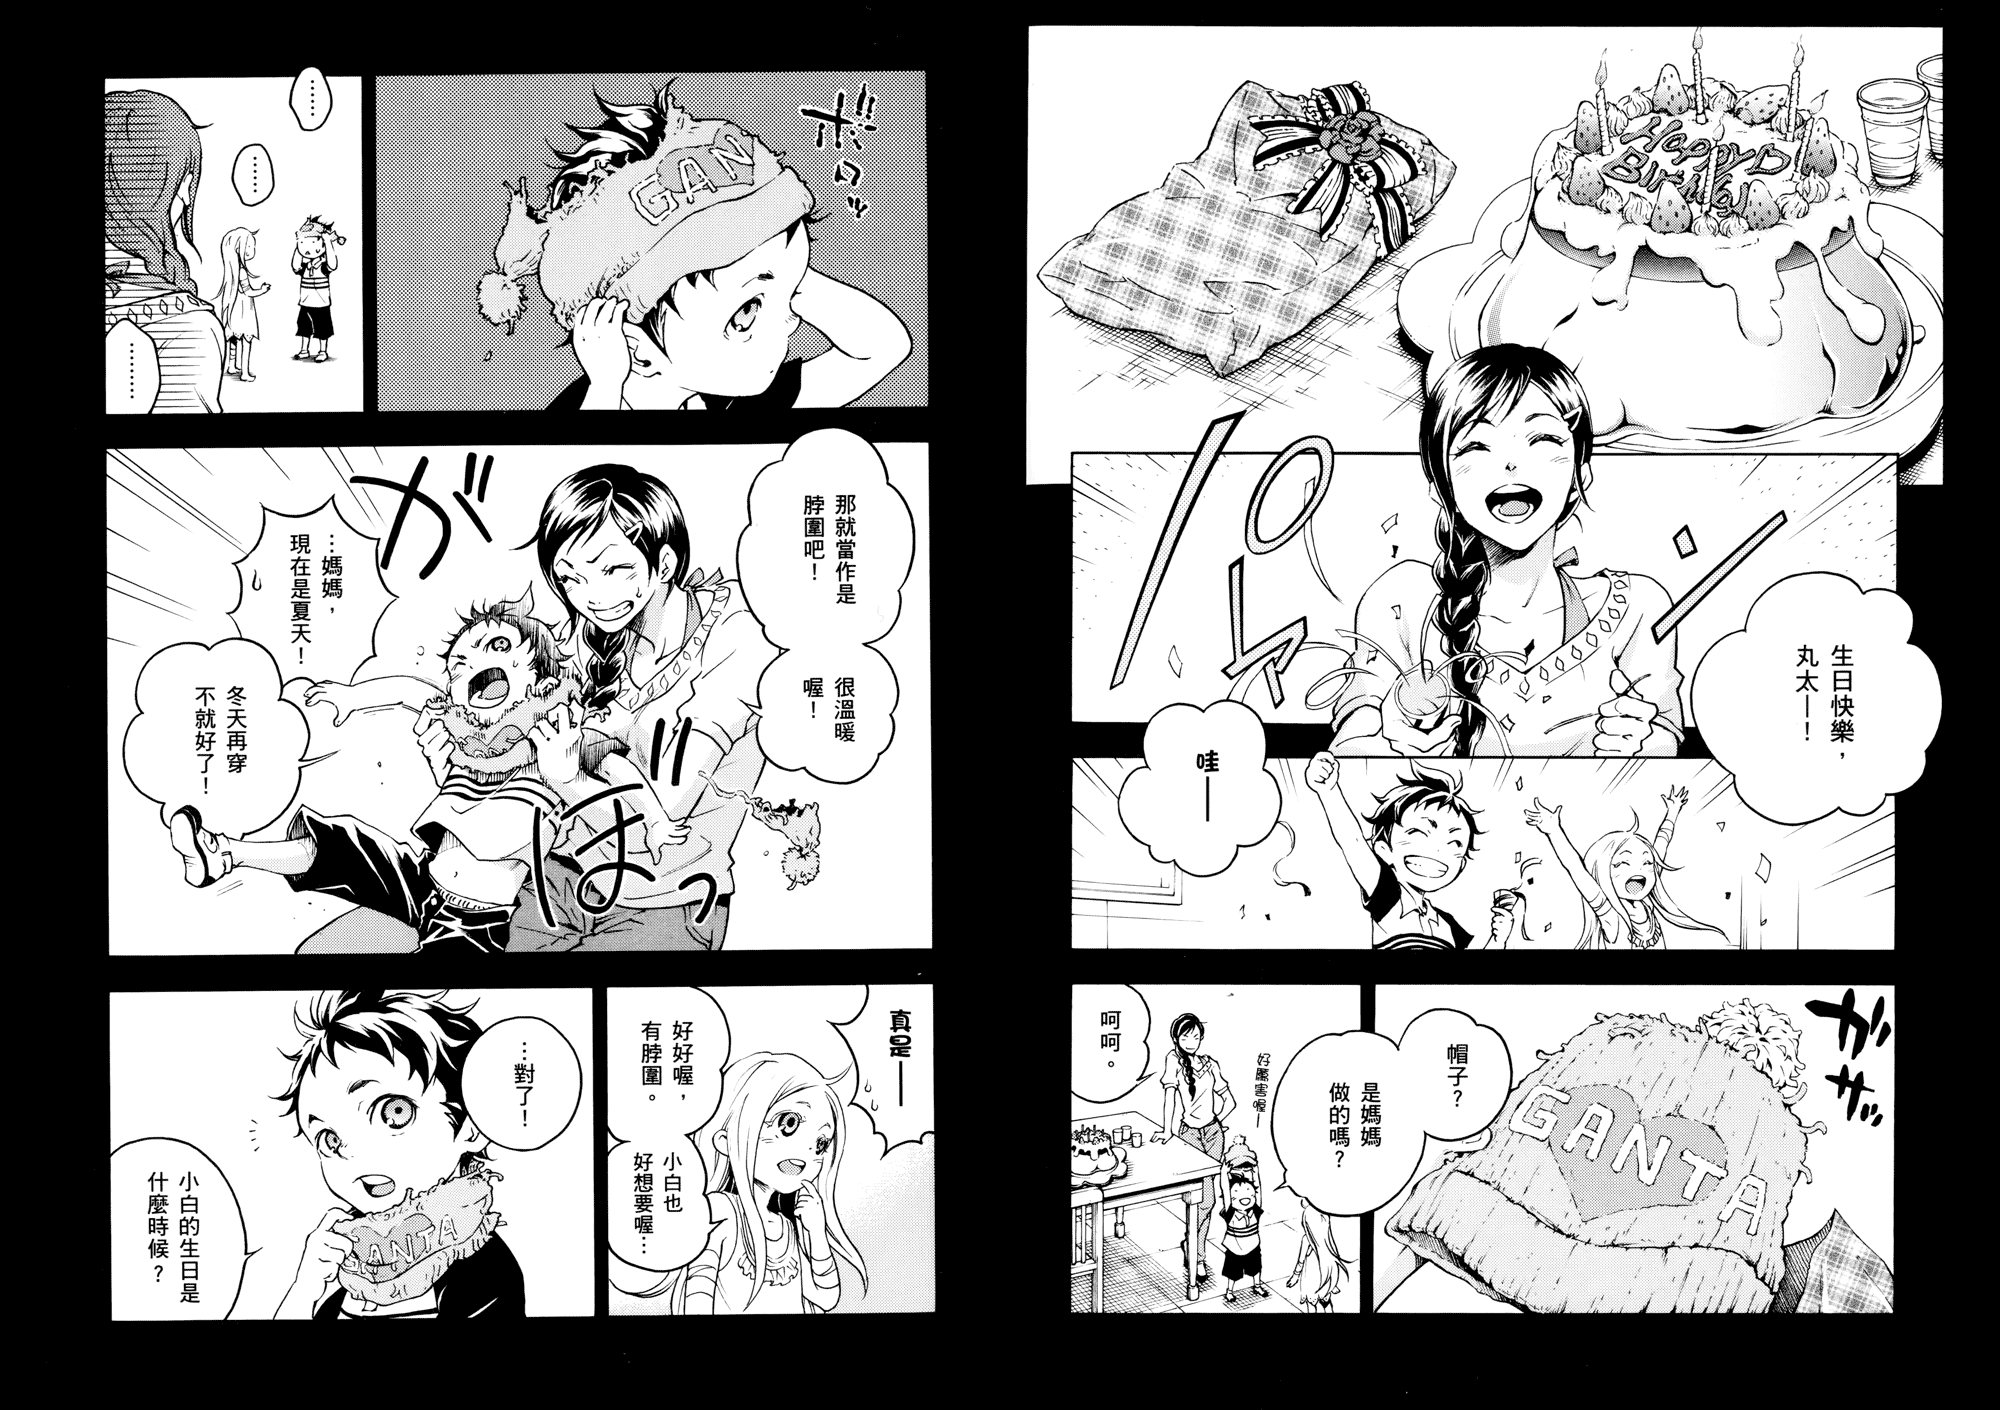 Happy
Birthday
パンパン
生日快樂，
丸太—！
哇——
ガサッ
GANTA
帽子？
是媽媽
做的嗎？
好厲害喔—
呵呵。
ボロッ
GAN
……
……
……
那就當作是
脖圍吧！
很溫暖
喔！
がばっ
…媽媽，
現在是夏天！
冬天再穿
不就好了！
真是——
好好喔，
有脖圍。
小白也
好想要喔…
…對了！
GANTA
小白的生日是
什麼時候？